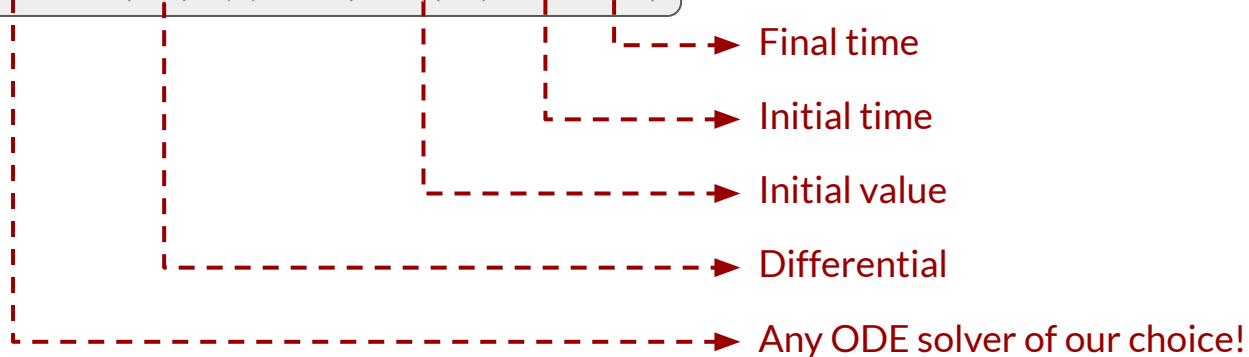 Final time
Initial time
Initial value
Differential
Any ODE solver of our choice!